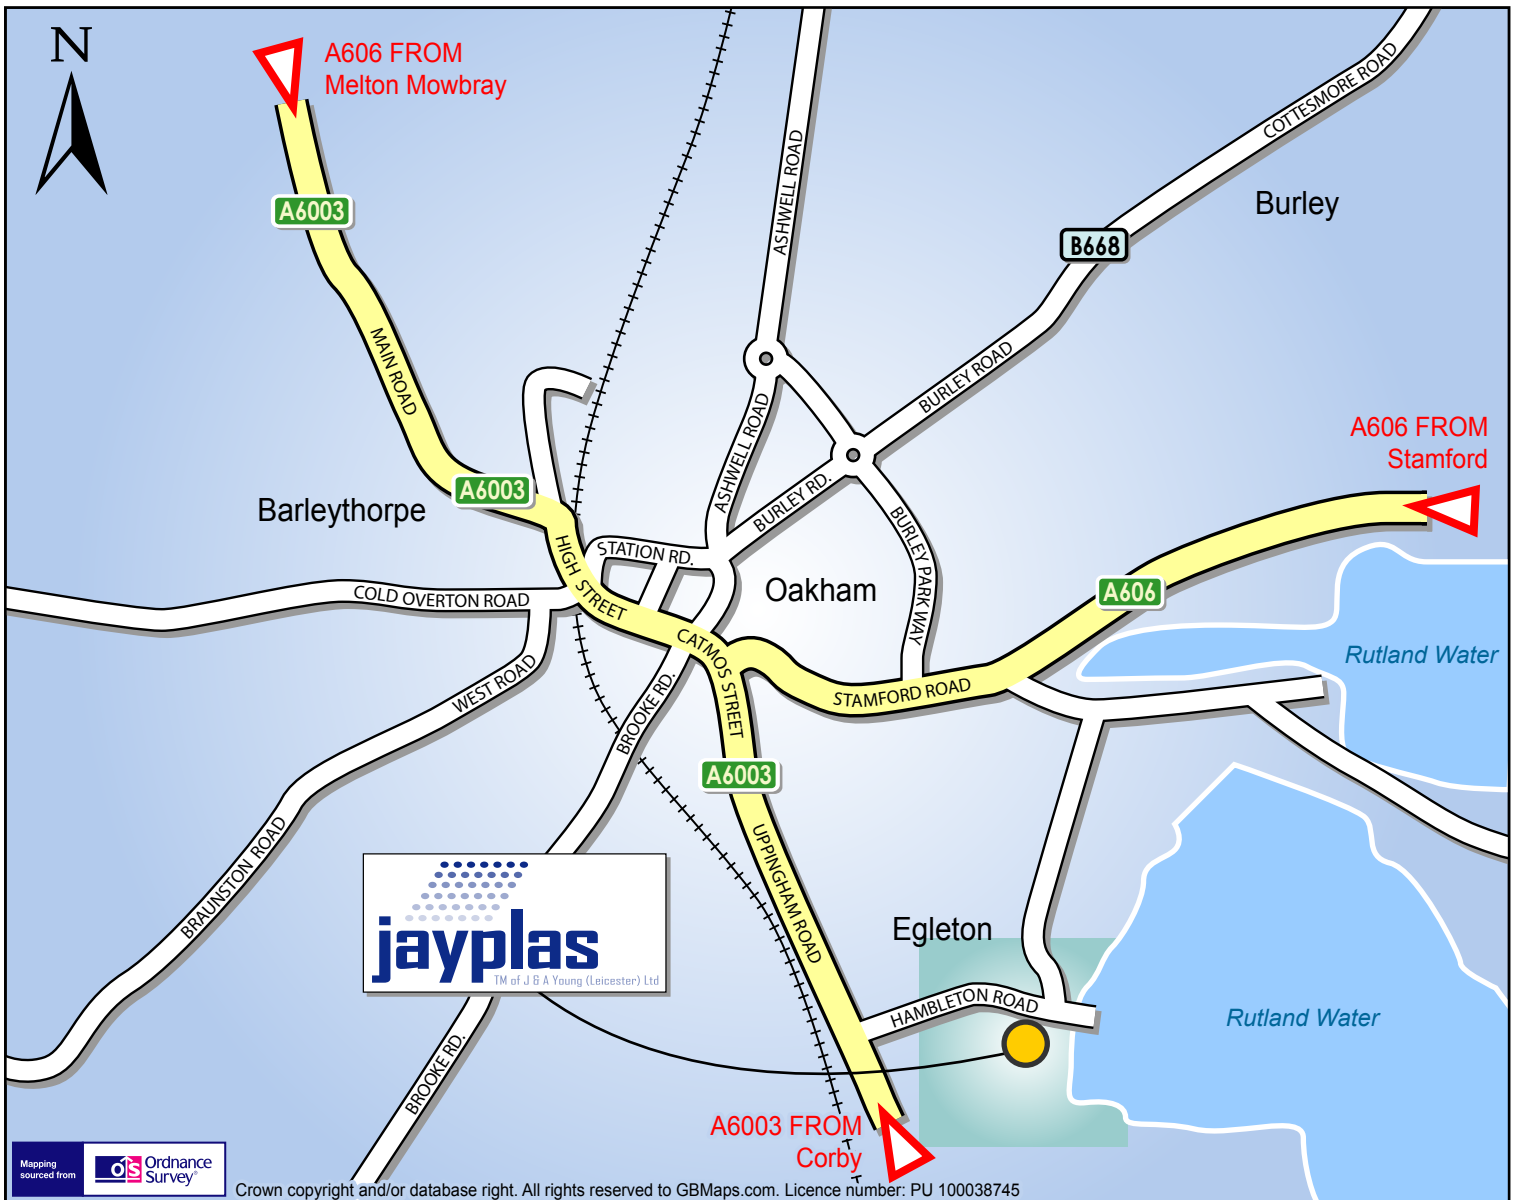 N
A606 FROM
Melton Mowbray
A6003
ASHWELL ROAD
COTTESMORE ROAD
Burley
B668
MAIN ROAD
BURLEY ROAD
ASHWELL ROAD
A606 FROM
Stamford
A6003
Barleythorpe
BURLEY RD.
BURLEY PARK WAY
HIGH STREET
STATION RD.
COLD OVERTON ROAD
Oakham
A606
CATMOS STREET
Rutland Water
WEST ROAD
BROOKE RD.
STAMFORD ROAD
A6003
BRAUNSTON ROAD
UPPINGHAM ROAD
jayplas
TM of J & A Young (Leicester) Ltd
Egleton
HAMBLETON ROAD
Rutland Water
BROOKE RD.
A6003 FROM
Corby
Mapping
sourced from
OS
Ordnance
Survey®
Crown copyright and/or database right. All rights reserved to GBMaps.com. Licence number: PU 100038745